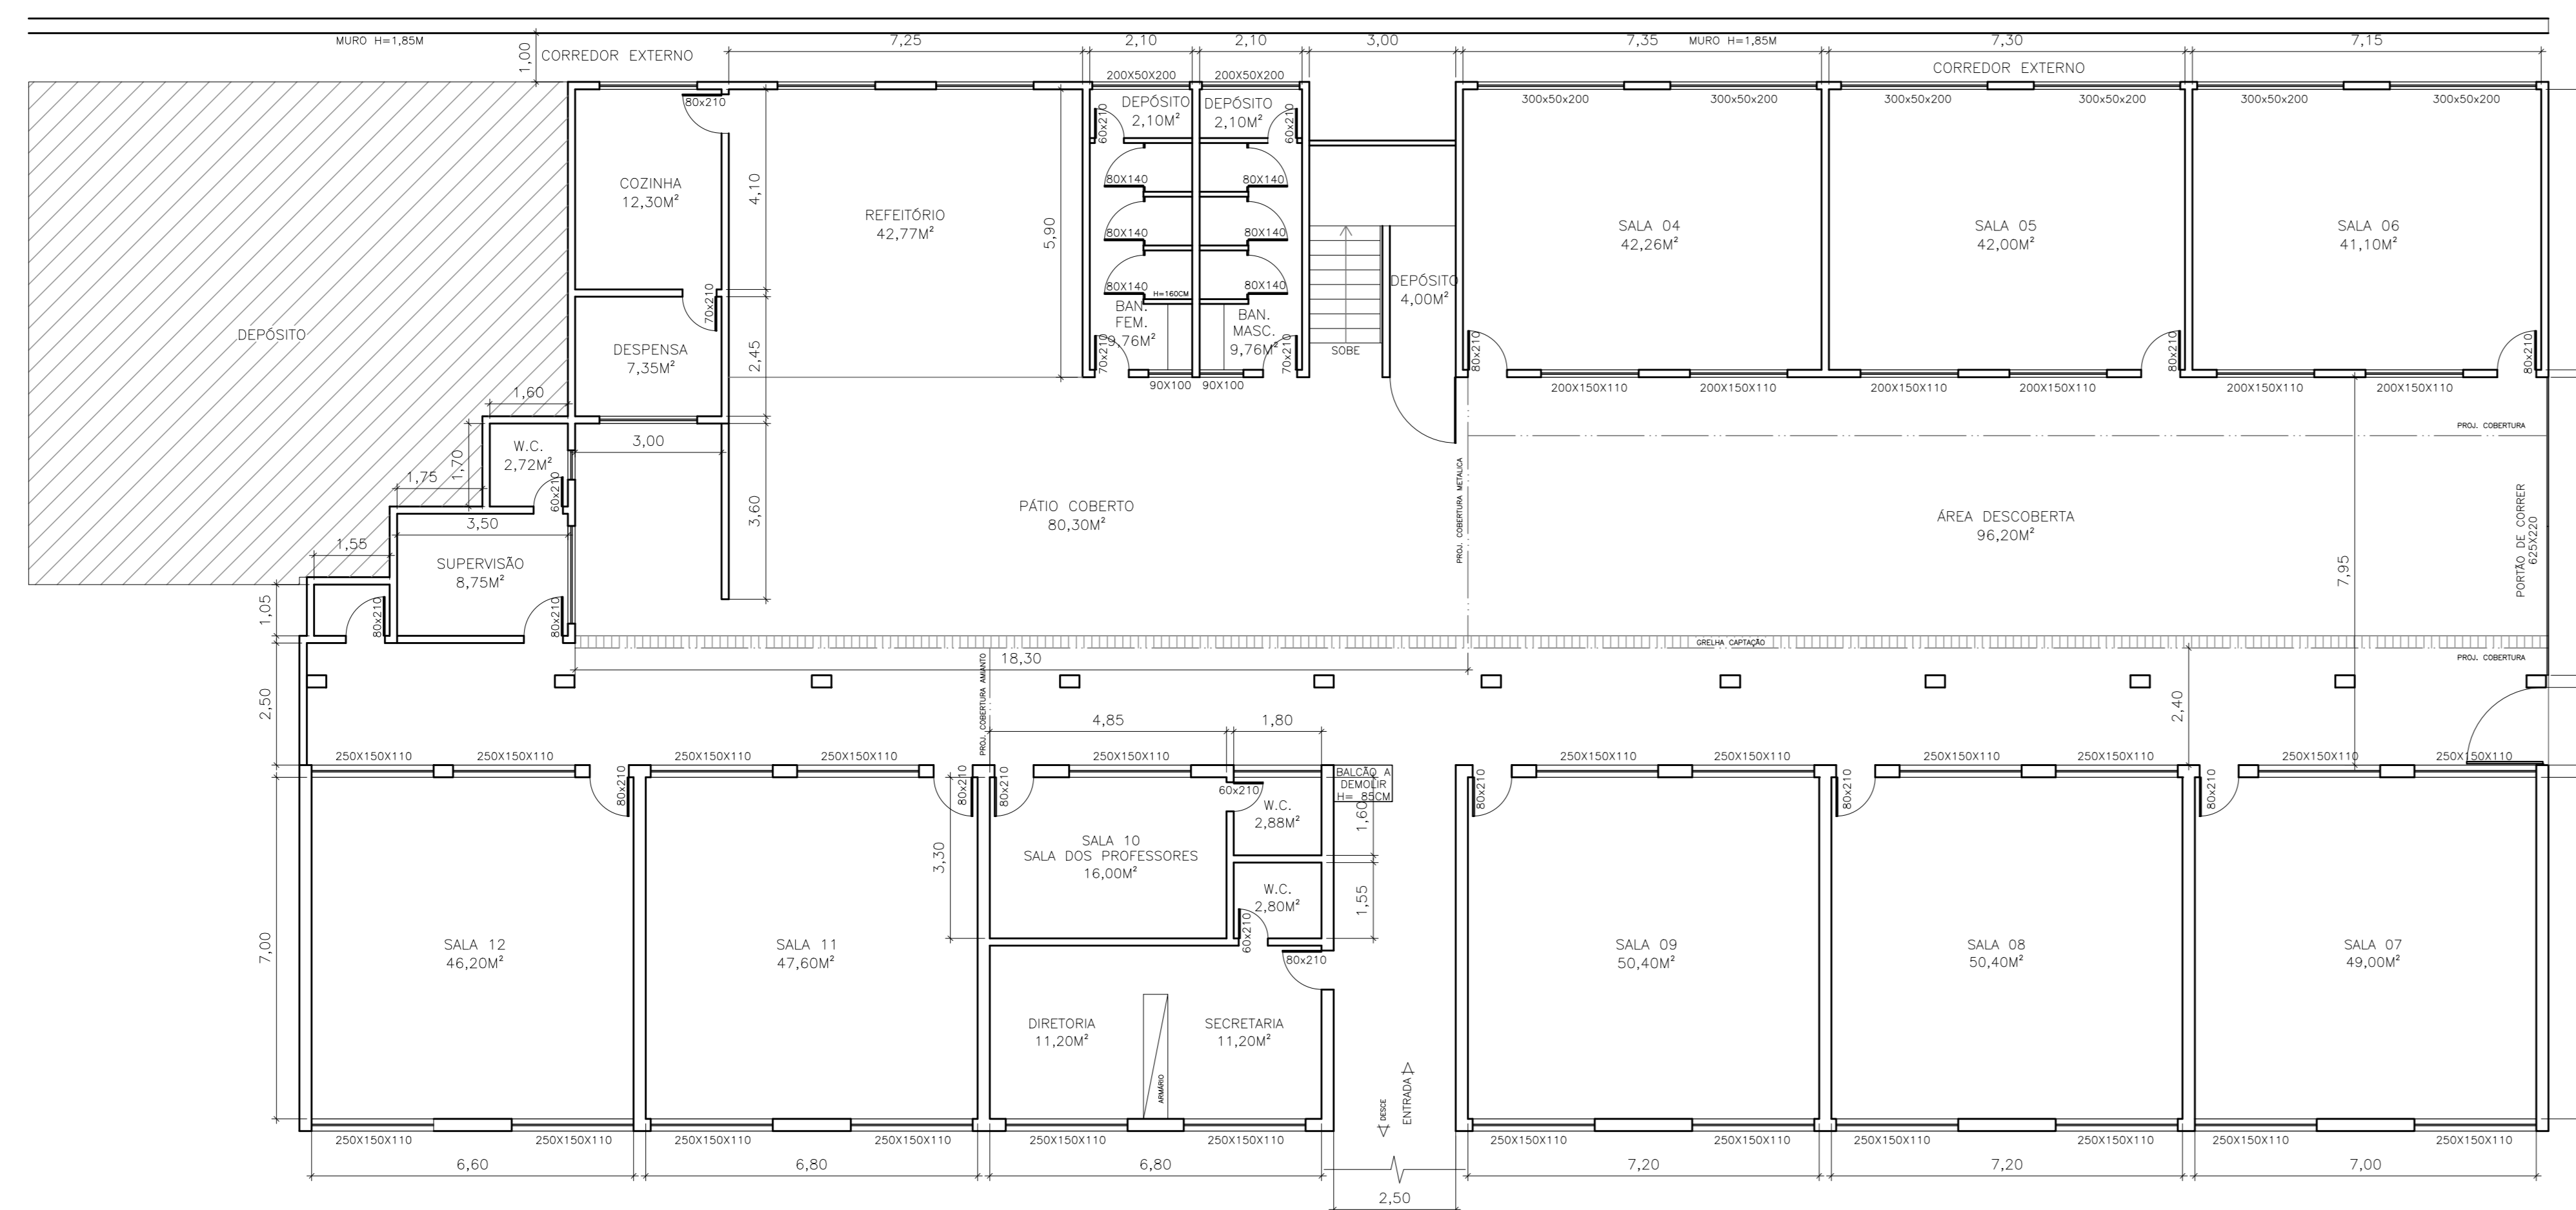 MURO H=1,85M
1,00
CORREDOR EXTERNO
7,25
2,10
2,10
3,00
7,35
MURO H=1,85M
7,30
7,15
CORREDOR EXTERNO
200X50X200
200X50X200
80x210
DEPÓSITO
2,10M²
60x210
DEPÓSITO
2,10M²
60x210
300x50x200
300x50x200
300x50x200
300x50x200
300x50x200
300x50x200
COZINHA
12,30M²
4,10
REFEITÓRIO
42,77M²
5,90
80X140
80X140
80X140
80X140
80X140
80X140
H=160CM
BAN.
FEM.
9,76M²
70x210
BAN.
MASC.
9,76M²
70x210
90X100
90X100
SOBE
DEPÓSITO
4,00M²
SALA 04
42,26M²
SALA 05
42,00M²
SALA 06
41,10M²
80x210
80x210
80x210
200X150X110
200X150X110
200X150X110
200X150X110
200X150X110
200X150X110
DEPÓSITO
70x210
DESPENSA
7,35M²
2,45
1,60
3,00
W.C.
2,72M²
60x210
1,70
1,75
3,50
1,55
SUPERVISÃO
8,75M²
80x210
80x210
1,05
3,60
PÁTIO COBERTO
80,30M²
PROJ. COBERTURA METALICA
PROJ. COBERTURA
ÁREA DESCOBERTA
96,20M²
PORTÃO DE CORRER
625X220
7,95
GRELHA CAPTAÇÃO
PROJ. COBERTURA
18,30
PROJ. COBERTURA AMIANTO
2,50
2,40
4,85
1,80
250X150X110
250X150X110
250X150X110
250X150X110
250X150X110
250X150X110
250X150X110
250X150X110
250X150X110
250X150X110
250X150X110
80x210
80x210
80x210
60x210
BALCÃO A
DEMOLIR
H= 85CM
80x210
80x210
80x210
W.C.
2,88M²
1,60
SALA 10
SALA DOS PROFESSORES
16,00M²
3,30
W.C.
2,80M²
1,55
60x210
80x210
7,00
SALA 12
46,20M²
SALA 11
47,60M²
SALA 09
50,40M²
SALA 08
50,40M²
SALA 07
49,00M²
DIRETORIA
11,20M²
SECRETARIA
11,20M²
ARMÁRIO
DESCE
ENTRADA
250X150X110
250X150X110
250X150X110
250X150X110
250X150X110
250X150X110
250X150X110
250X150X110
250X150X110
250X150X110
250X150X110
250X150X110
6,60
6,80
6,80
7,20
7,20
7,00
2,50